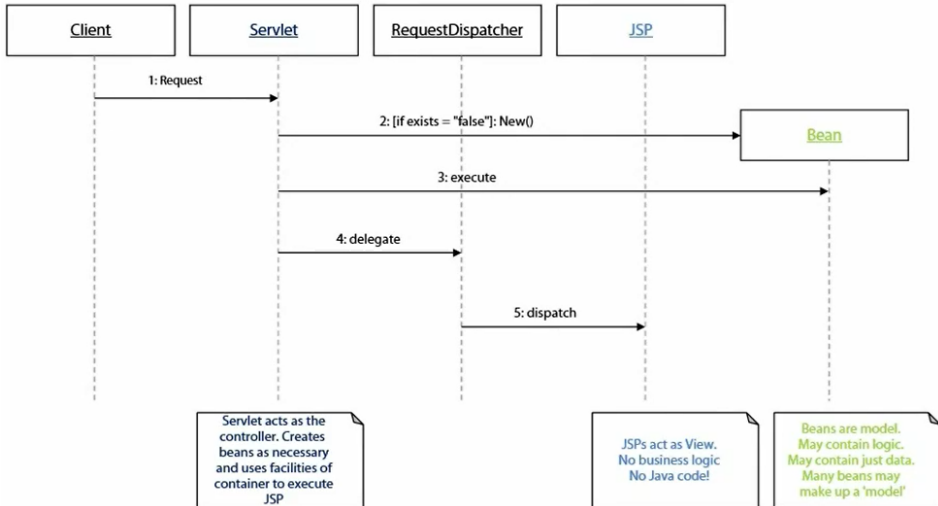 Client
Servlet
RequestDispatcher
JSP
1: Request
2: [if exists = "false"]: New()
Bean
3: execute
4: delegate
5: dispatch
Servlet acts as the
controller. Creates
beans as necessary
and uses facilities of
container to execute
JSP
JSPs act as View.
No business logic
No Java code!
Beans are model.
May contain logic.
May contain just data.
Many beans may
make up a 'model'